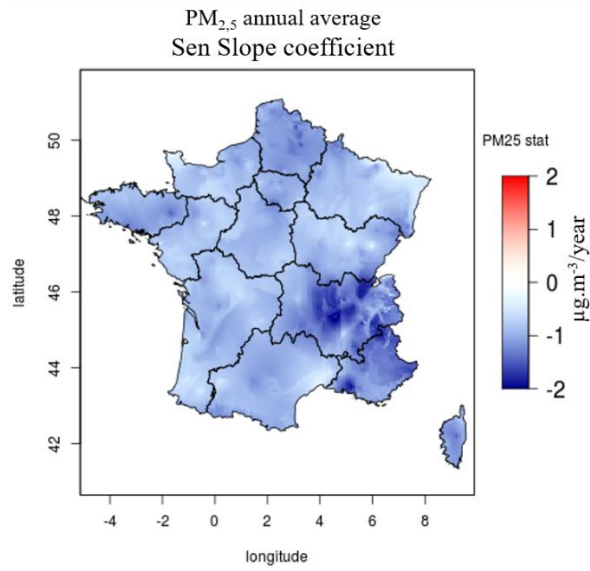 PM2,5 annual average
Sen Slope coefficient
PM25 stat
2
1
0
-1
-2
µg.m-3/year
latitude
50
48
46
44
42
-4 -2 0 2 4 6 8
longitude